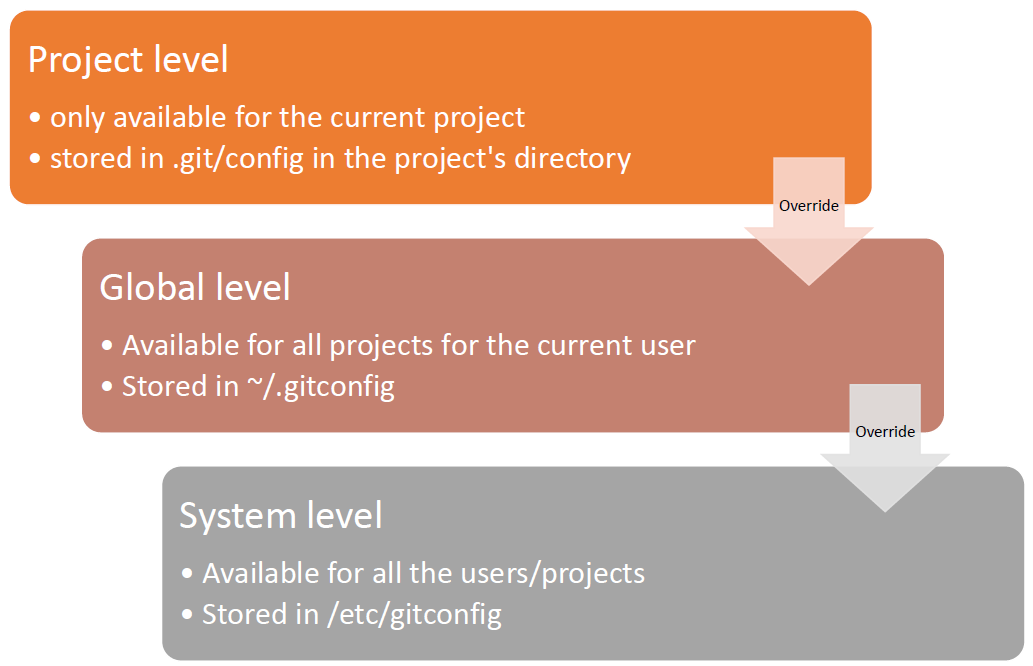 Project level
• only available for the current project
• stored in .git/config in the project's directory
Override
Global level
• Available for all projects for the current user
• Stored in ~/.gitconfig
Override
System level
• Available for all the users/projects
• Stored in /etc/gitconfig